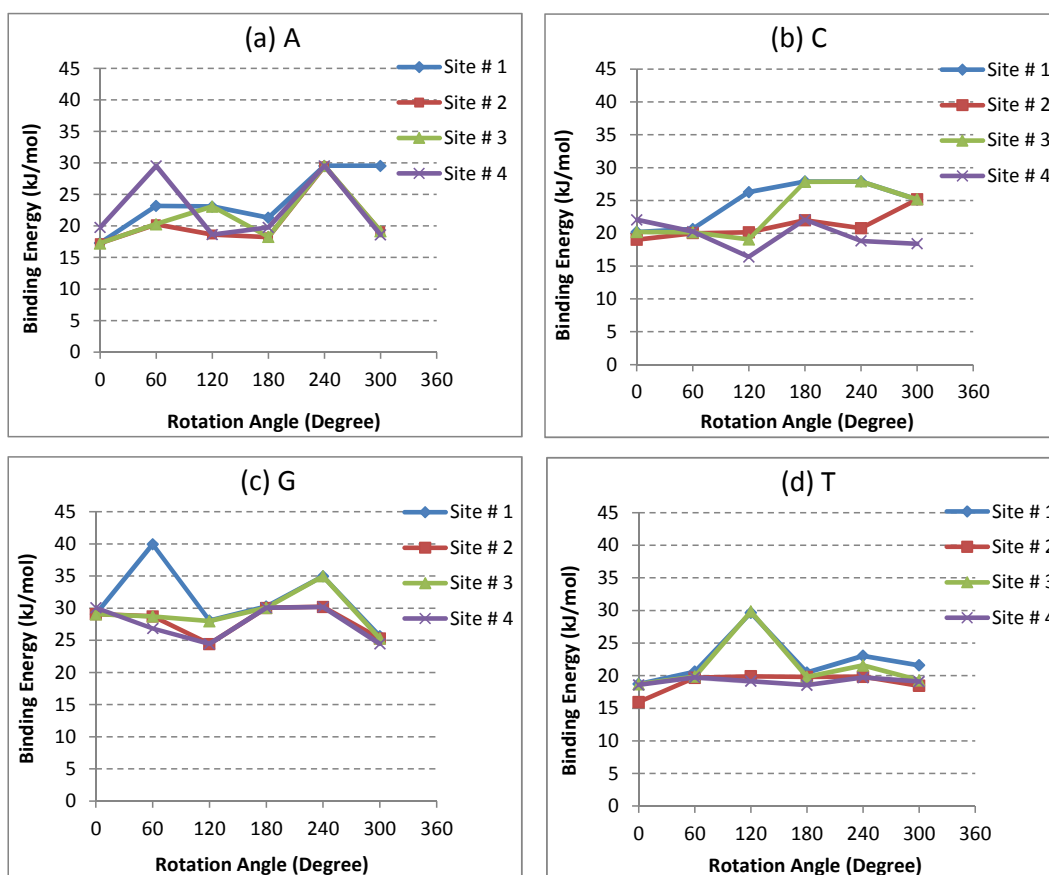 (a) A
45
40
35
30
25
20
15
10
5
0
Binding Energy (kJ/mol)
0 60 120 180 240 300 360
Rotation Angle (Degree)
Site # 1
Site # 2
Site # 3
Site # 4
(b) C
45
40
35
30
25
20
15
10
5
0
Binding Energy (kJ/mol)
0 60 120 180 240 300 360
Rotation Angle (Degree)
Site # 1
Site # 2
Site # 3
Site # 4
(c) G
45
40
35
30
25
20
15
10
5
0
Binding Energy (kJ/mol)
0 60 120 180 240 300 360
Rotation Angle (Degree)
Site # 1
Site # 2
Site # 3
Site # 4
(d) T
45
40
35
30
25
20
15
10
5
0
Binding Energy (kJ/mol)
0 60 120 180 240 300 360
Rotation Angle (Degree)
Site # 1
Site # 2
Site # 3
Site # 4